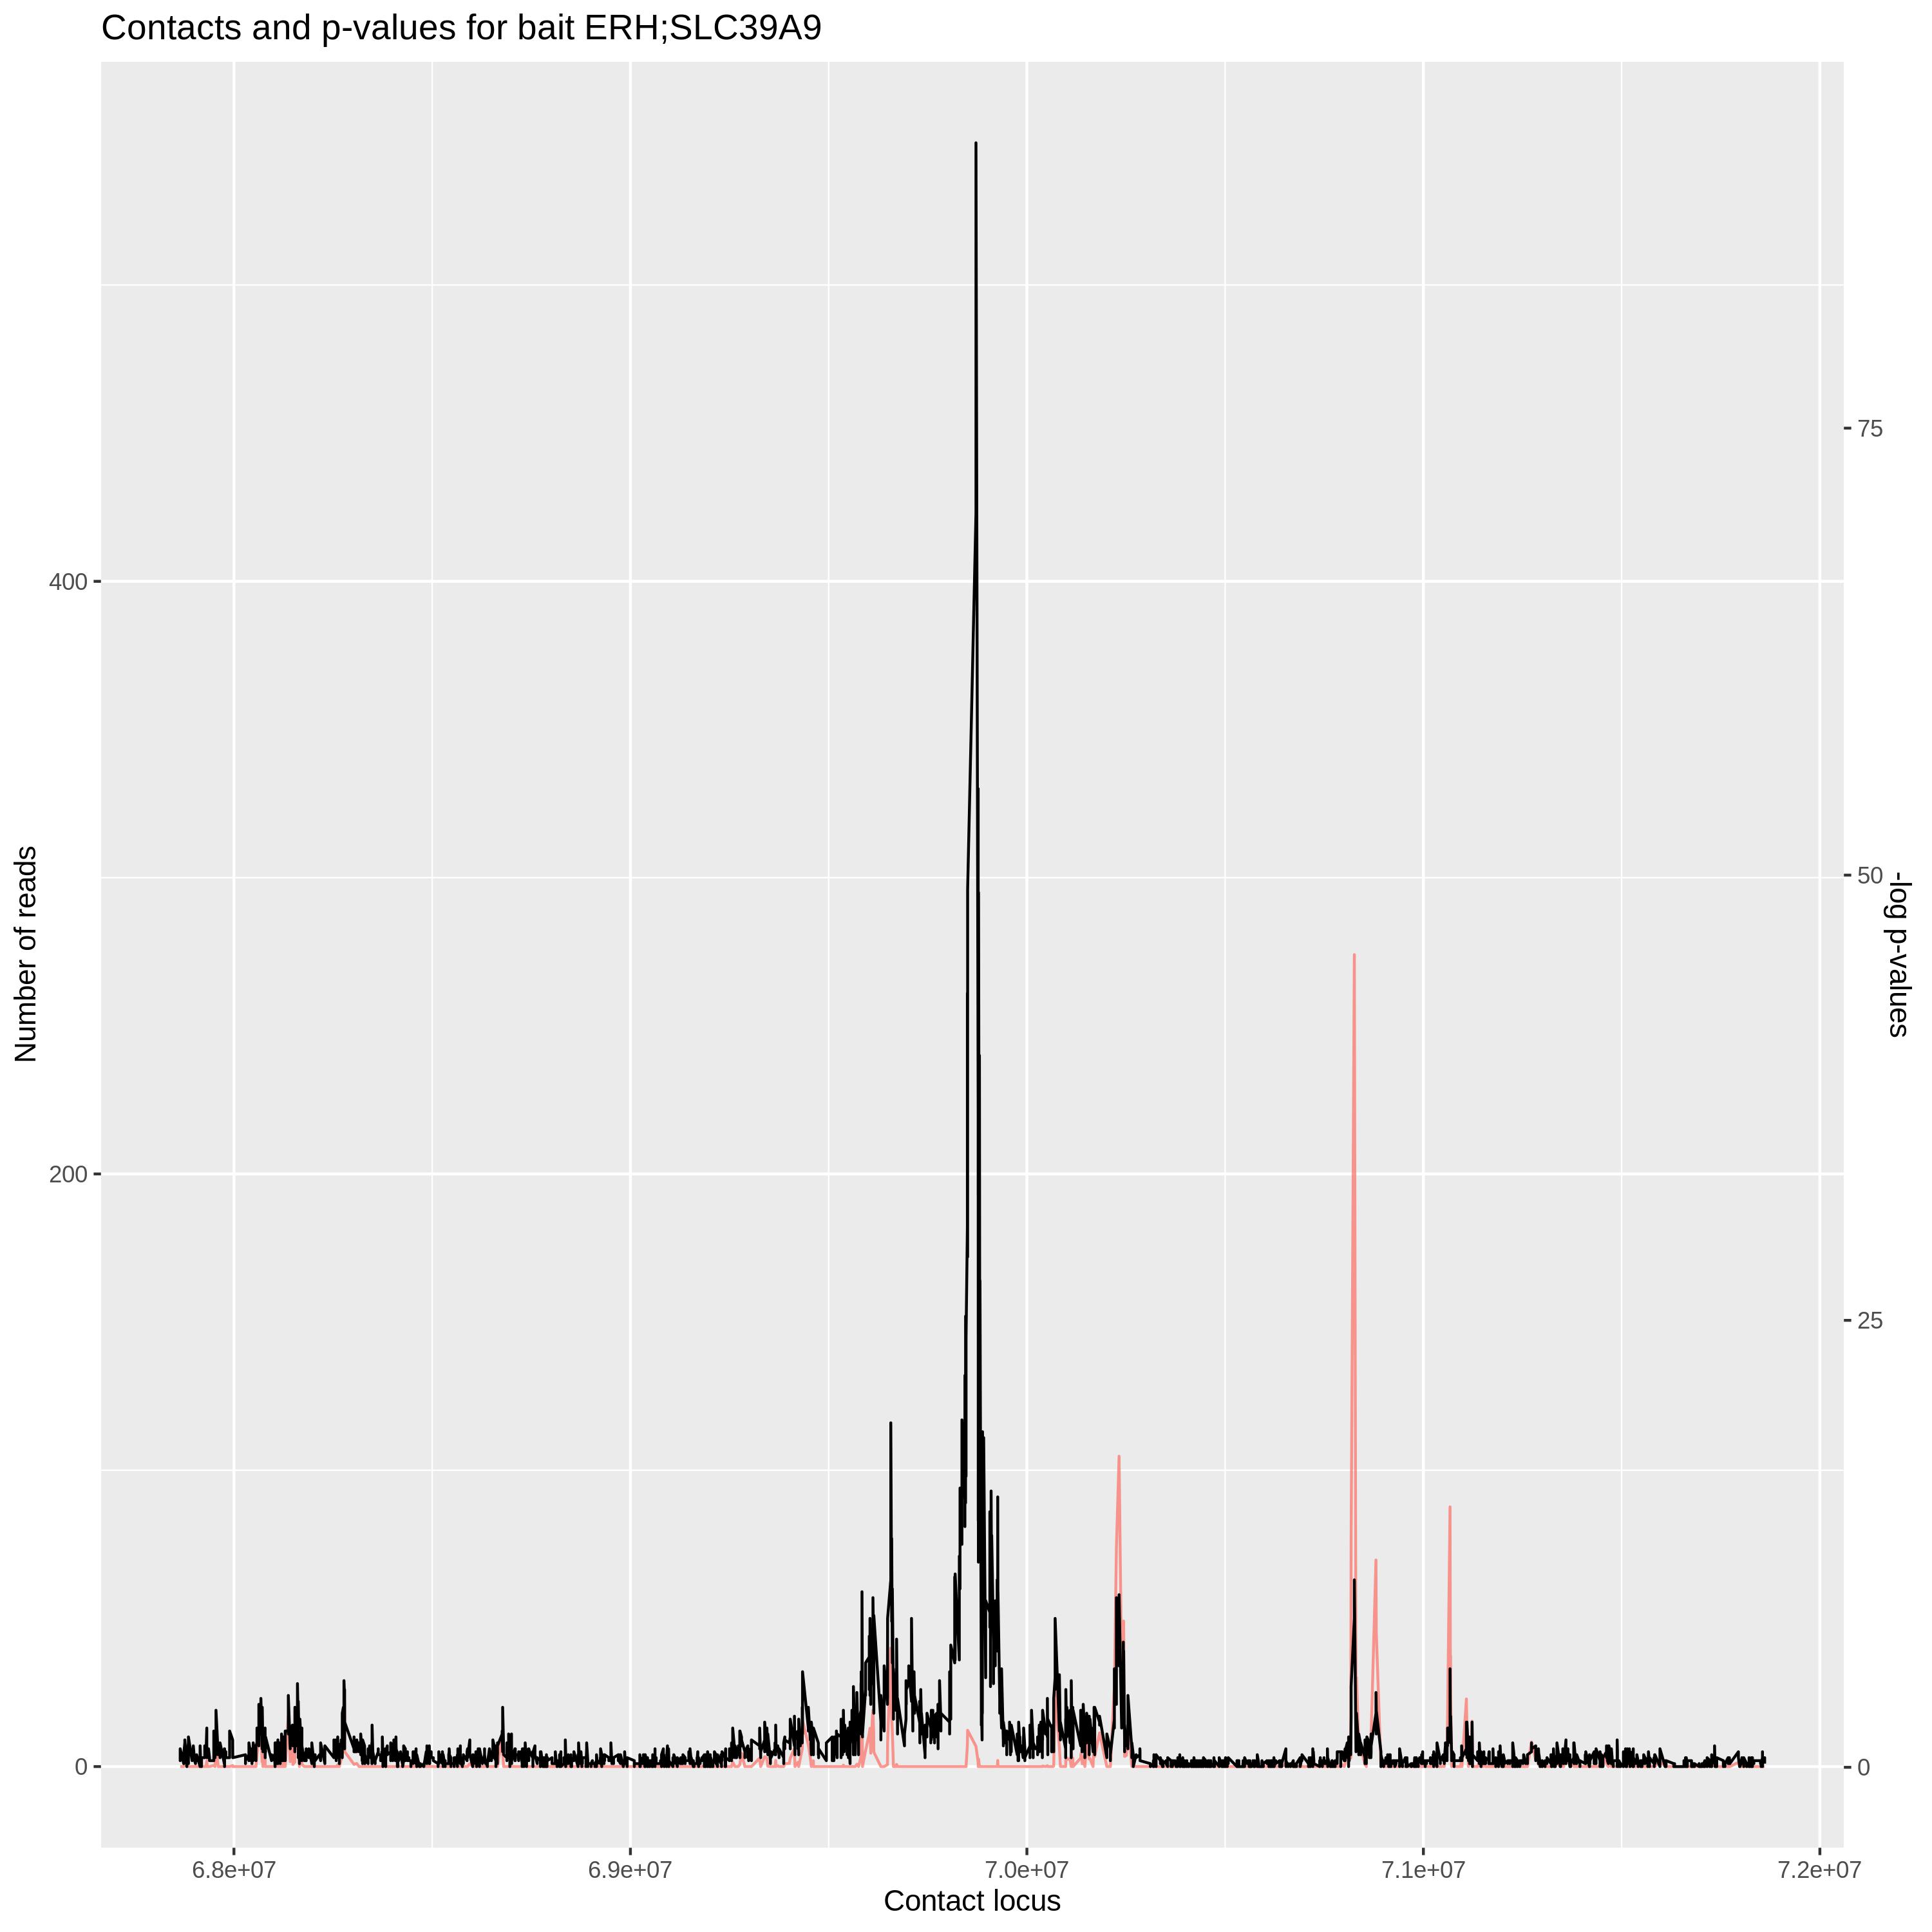 Contacts and p-values for bait ERH;SLC39A9
Number of reads
400
200
0
75
50
25
0
-log p-values
6.8e+07
6.9e+07
7.0e+07
7.1e+07
7.2e+07
Contact locus